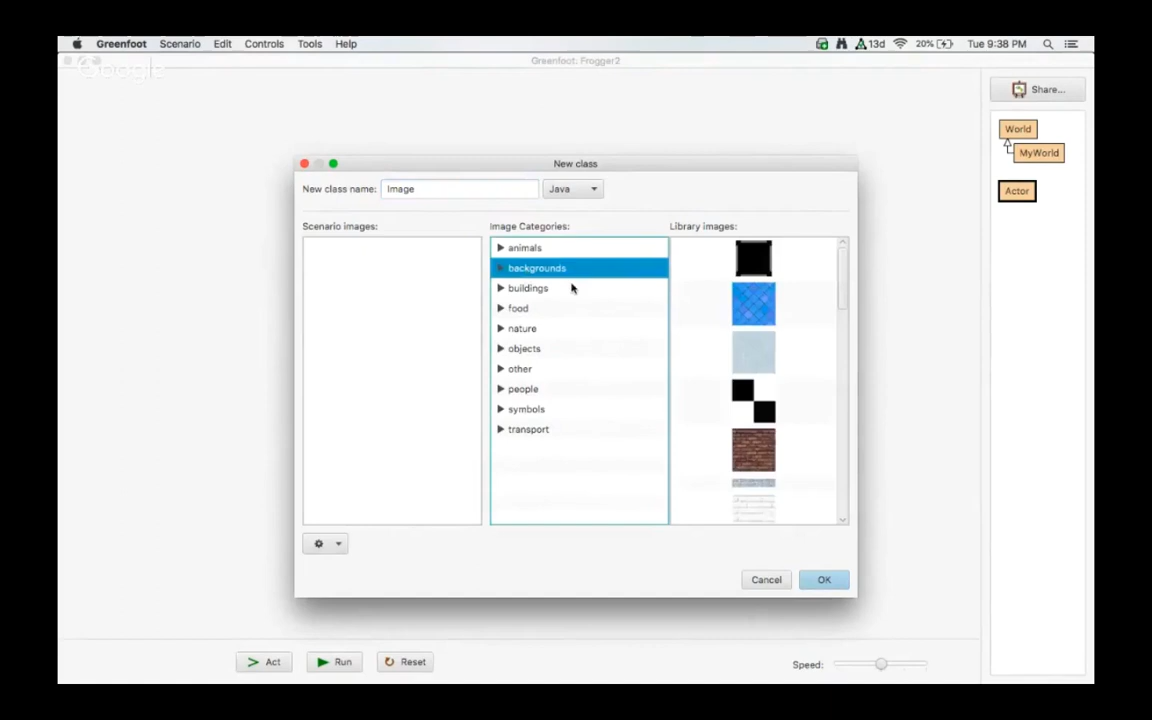 Greenfoot Scenario Edit Controls Tools Help 13d 20% Tue 9:38 PM
Google
Greenfoot: Frogger2
Share...
World
MyWorld
Actor
New class
New class name: Image Java
Scenario images: Image Categories: Library images:
animals
backgrounds
buildings
food
nature
objects
other
people
symbols
transport
Cancel OK
Act Run Reset Speed: